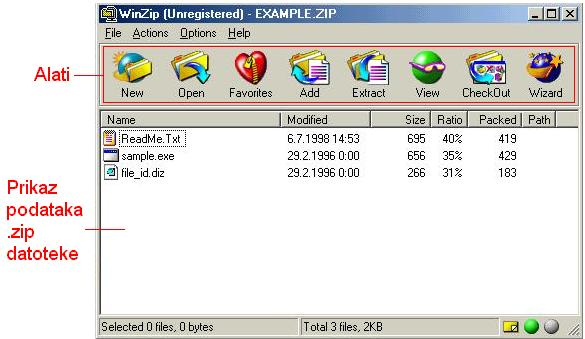 WinZip (Unregistered) - EXAMPLE.ZIP
File Actions Options Help
Alati
New Open Favorites Add Extract View CheckOut Wizard
Name Modified Size Ratio Packed Path
ReadMe.Txt 6.7.1998 14:53 695 40% 419
sample.exe 29.2.1996 0:00 656 35% 429
file_id.diz 29.2.1996 0:00 266 31% 183
Prikaz
podataka
.zip
datoteke
Selected 0 files, 0 bytes Total 3 files, 2KB